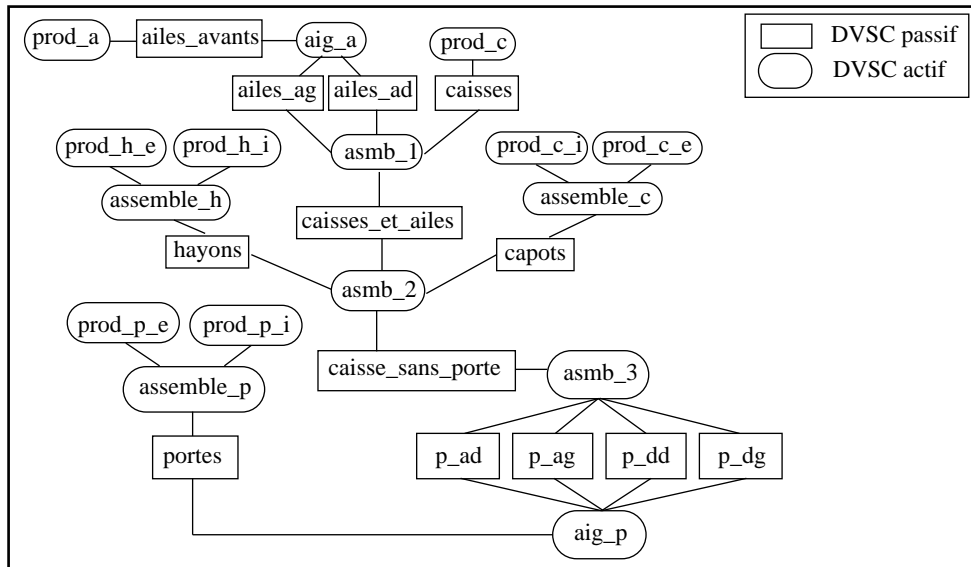 prod_a
ailes_avants
aig_a
prod_c
DVSC passif
DVSC actif
ailes_ag
ailes_ad
caisses
prod_h_e
prod_h_i
asmb_1
prod_c_i
prod_c_e
assemble_h
assemble_c
caisses_et_ailes
hayons
capots
asmb_2
prod_p_e
prod_p_i
caisse_sans_porte
asmb_3
assemble_p
portes
p_ad
p_ag
p_dd
p_dg
aig_p